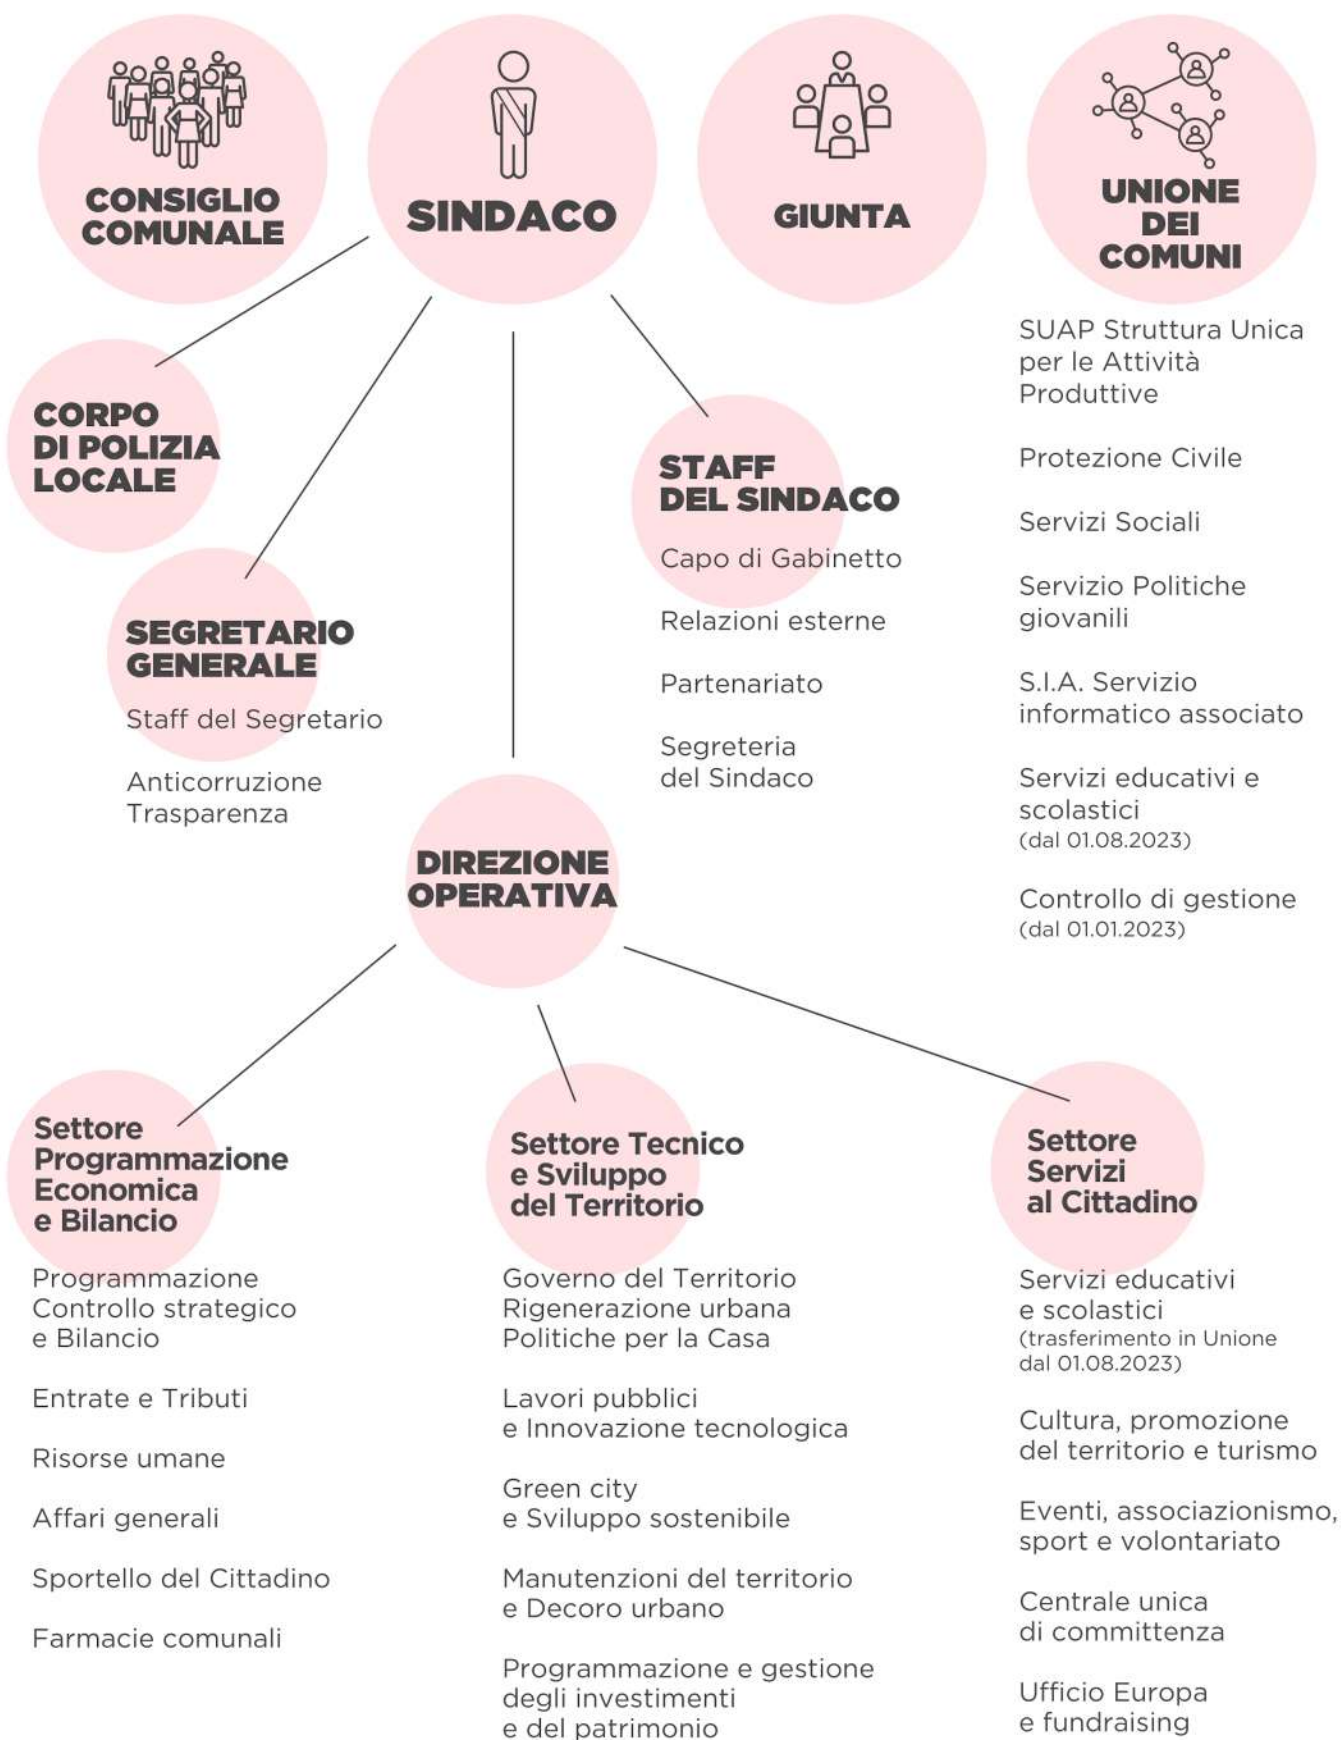 CONSIGLIO
COMUNALE
SINDACO
GIUNTA
UNIONE
DEI
COMUNI
SUAP Struttura Unica
per le Attività
Produttive
Protezione Civile
Servizi Sociali
Servizio Politiche
giovanili
S.I.A. Servizio
informatico associato
Servizi educativi e
scolastici
(dal 01.08.2023)
Controllo di gestione
(dal 01.01.2023)
CORPO
DI POLIZIA
LOCALE
SEGRETARIO
GENERALE
Staff del Segretario
Anticorruzione
Trasparenza
STAFF
DEL SINDACO
Capo di Gabinetto
Relazioni esterne
Partenariato
Segreteria
del Sindaco
DIREZIONE
OPERATIVA
Settore
Programmazione
Economica
e Bilancio
Programmazione
Controllo strategico
e Bilancio
Entrate e Tributi
Risorse umane
Affari generali
Sportello del Cittadino
Farmacie comunali
Settore Tecnico
e Sviluppo
del Territorio
Governo del Territorio
Rigenerazione urbana
Politiche per la Casa
Lavori pubblici
e Innovazione tecnologica
Green city
e Sviluppo sostenibile
Manutenzioni del territorio
e Decoro urbano
Programmazione e gestione
degli investimenti
e del patrimonio
Settore
Servizi
al Cittadino
Servizi educativi
e scolastici
(trasferimento in Unione
dal 01.08.2023)
Cultura, promozione
del territorio e turismo
Eventi, associazionismo,
sport e volontariato
Centrale unica
di committenza
Ufficio Europa
e fundraising